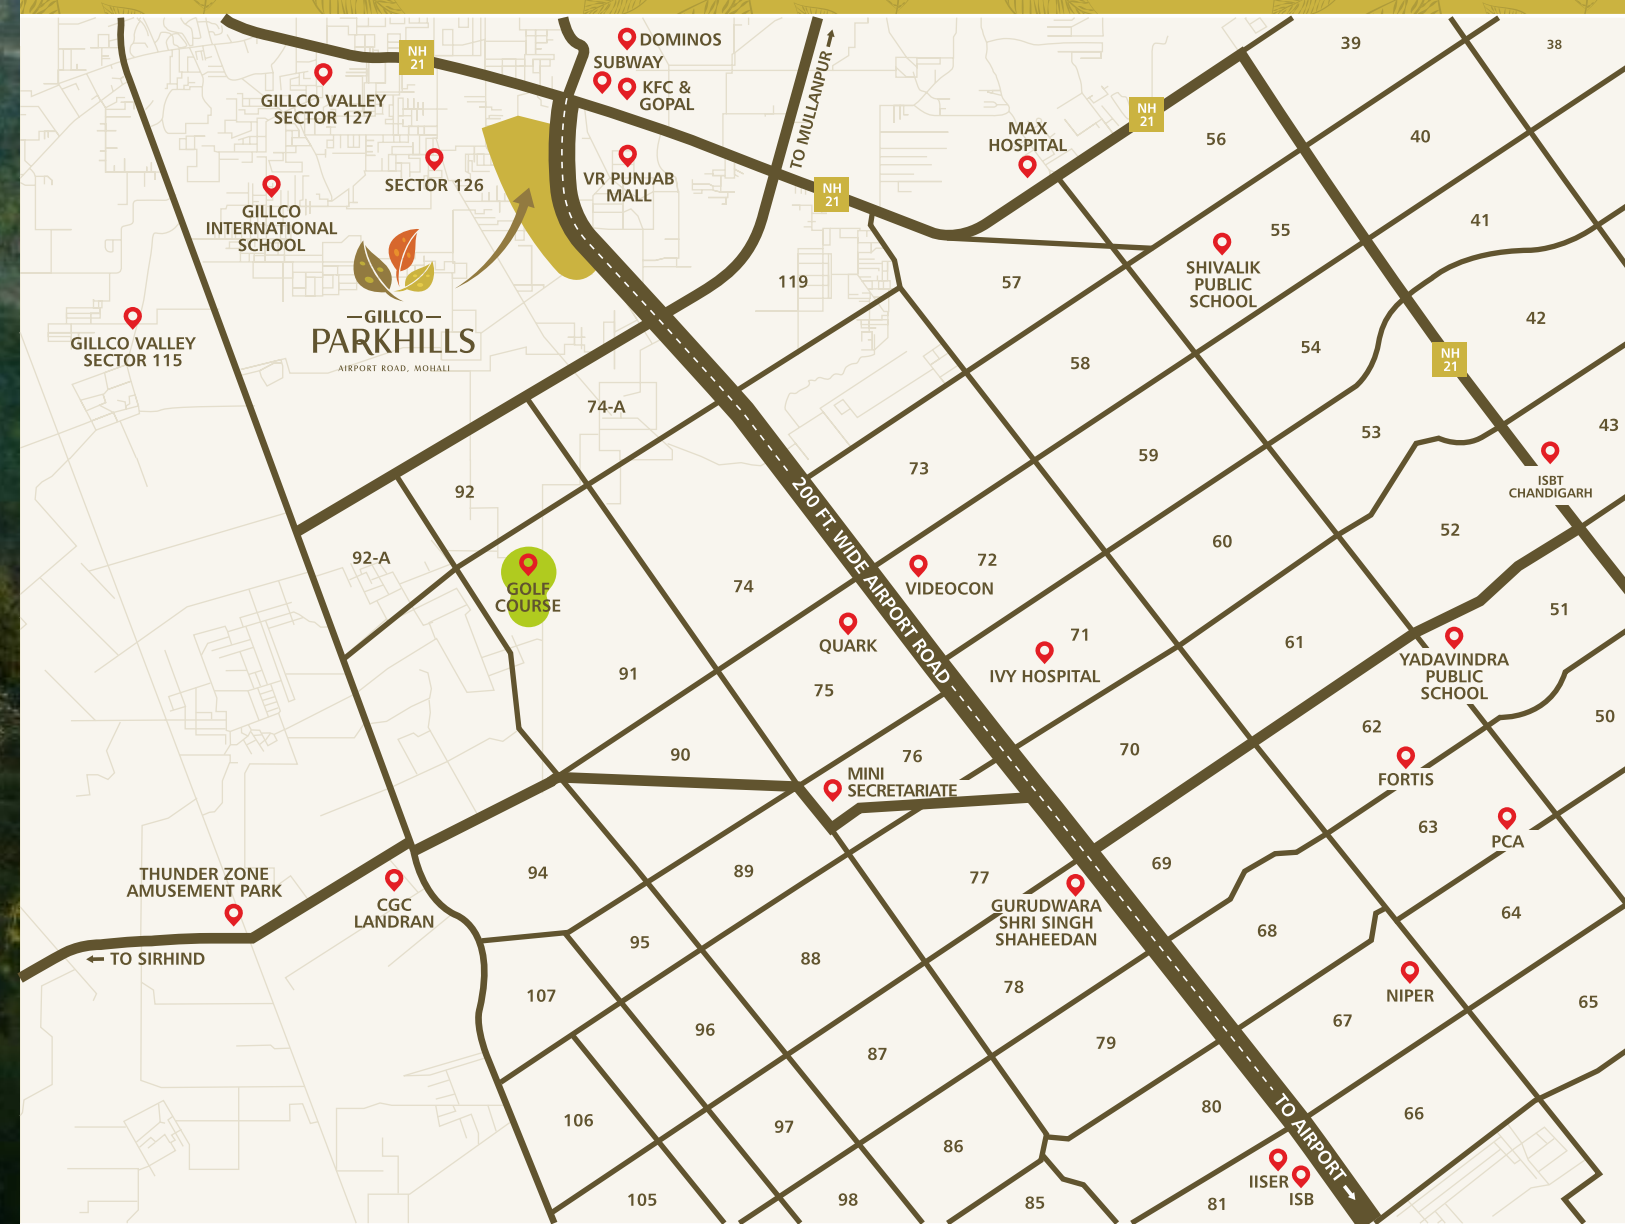 DOMINOS
SUBWAY
KFC &
GOPAL
NH
21
GILLCO VALLEY
SECTOR 127
SECTOR 126
GILLCO
INTERNATIONAL
SCHOOL
VR PUNJAB
MALL
TO MULLANPUR
NH
21
MAX
HOSPITAL
NH
21
39
38
56
40
55
41
SHIVALIK
PUBLIC
SCHOOL
119
57
GILLCO VALLEY
SECTOR 115
GILLCO
PARKHILLS
AIRPORT ROAD, MOHALI
42
54
58
NH
21
74-A
43
53
59
73
92
ISBT
CHANDIGARH
52
60
92-A
72
VIDEOCON
200 FT. WIDE AIRPORT ROAD
GOLF
COURSE
74
51
QUARK
71
61
IVY HOSPITAL
YADAVINDRA
PUBLIC
SCHOOL
91
75
50
62
70
90
76
MINI
SECRETARIATE
FORTIS
63
PCA
69
THUNDER ZONE
AMUSEMENT PARK
94
89
77
CGC
LANDRAN
GURUDWARA
SHRI SINGH
SHAHEEDAN
64
68
95
88
TO SIRHIND
107
78
NIPER
65
67
96
79
87
106
97
80
66
TO AIRPORT
86
IISER
ISB
105
98
85
81